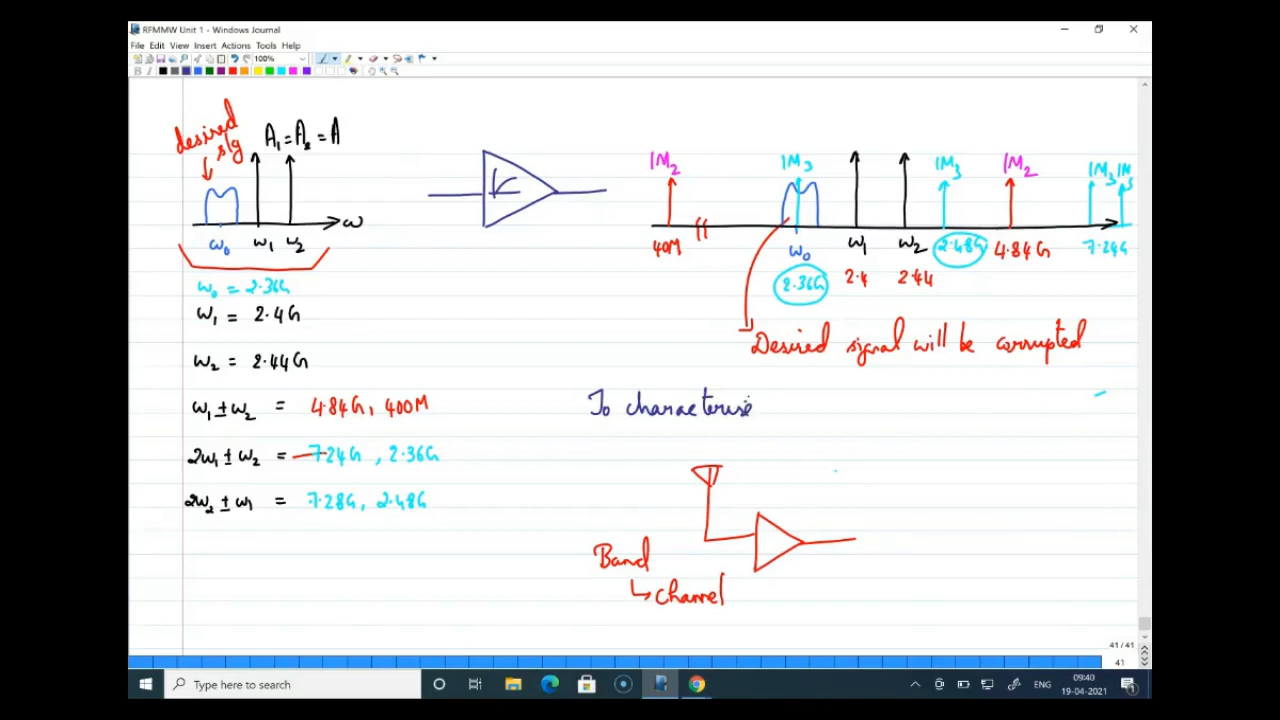 RFMMW Unit 1 - Windows Journal
File Edit View Insert Actions Tools Help
100%
B I
desired
sig
A₁ = A₂ = A
ω
ω₀ ω₁ ω₂
ω₀ = 2.36G
ω₁ = 2.4G
ω₂ = 2.44G
ω₁ ± ω₂ = 4.84G, 400M
2ω₁ ± ω₂ = 7.24G, 2.36G
2ω₂ ± ω₁ = 7.28G, 2.48G
IM₂ IM₃ IM₃ IM₂ IM₃ IM₃
40M ω₀ ω₁ ω₂ 2.48G 4.84G 7.24G
2.36G 2.4 2.44
Desired signal will be corrupted
To characterise
Band
channel
41 / 41
41
Type here to search
ENG
09:40
19-04-2021
1